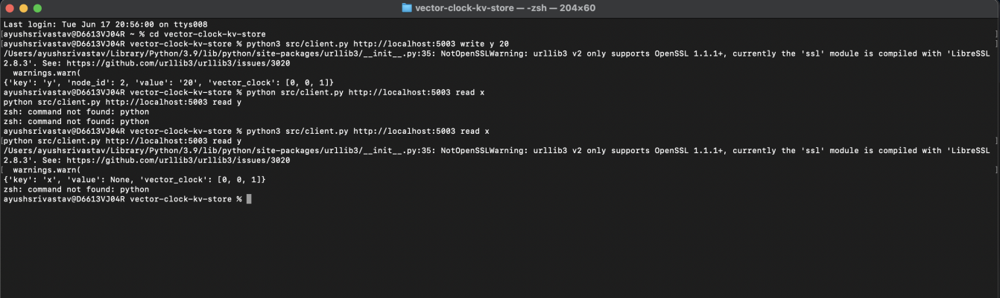 vector-clock-kv-store — -zsh — 204×60
Last login: Tue Jun 17 20:56:00 on ttys008
[ayushsrivastav@D6613VJ04R ~ % cd vector-clock-kv-store ]
[ayushsrivastav@D6613VJ04R vector-clock-kv-store % python3 src/client.py http://localhost:5003 write y 20 ]
/Users/ayushsrivastav/Library/Python/3.9/lib/python/site-packages/urllib3/__init__.py:35: NotOpenSSLWarning: urllib3 v2 only supports OpenSSL 1.1.1+, currently the 'ssl' module is compiled with 'LibreSSL
2.8.3'. See: https://github.com/urllib3/urllib3/issues/3020
  warnings.warn(
{'key': 'y', 'node_id': 2, 'value': '20', 'vector_clock': [0, 0, 1]}
ayushsrivastav@D6613VJ04R vector-clock-kv-store % python src/client.py http://localhost:5003 read x
python src/client.py http://localhost:5003 read y
zsh: command not found: python
zsh: command not found: python
ayushsrivastav@D6613VJ04R vector-clock-kv-store % python3 src/client.py http://localhost:5003 read x
[python src/client.py http://localhost:5003 read y ]
/Users/ayushsrivastav/Library/Python/3.9/lib/python/site-packages/urllib3/__init__.py:35: NotOpenSSLWarning: urllib3 v2 only supports OpenSSL 1.1.1+, currently the 'ssl' module is compiled with 'LibreSSL
2.8.3'. See: https://github.com/urllib3/urllib3/issues/3020
[  warnings.warn( ]
{'key': 'x', 'value': None, 'vector_clock': [0, 0, 1]}
zsh: command not found: python
ayushsrivastav@D6613VJ04R vector-clock-kv-store %